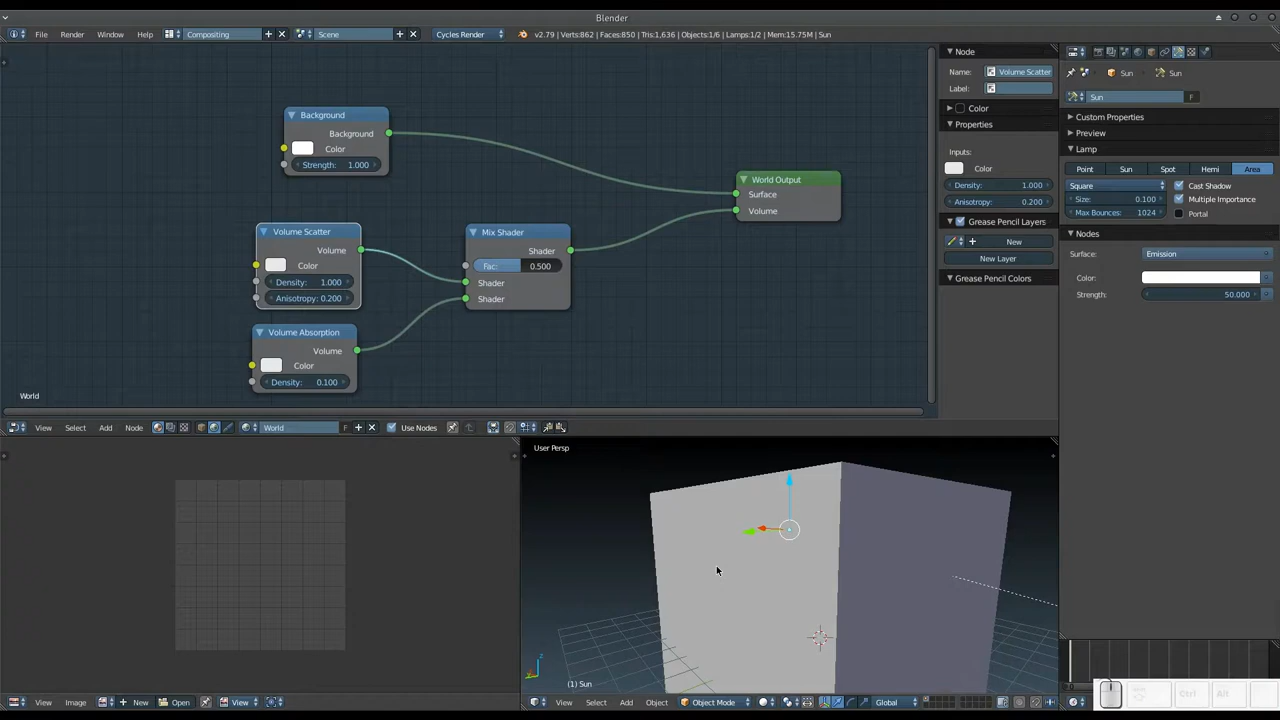 Blender
File Render Window Help Compositing Scene Cycles Render v2.79 | Verts:862 | Faces:850 | Tris:1,636 | Objects:1/6 | Lamps:1/2 | Mem:15.75M | Sun
Background
Background
Color
Strength: 1.000
Volume Scatter
Volume
Color
Density: 1.000
Anisotropy: 0.200
Volume Absorption
Volume
Color
Density: 0.100
Mix Shader
Shader
Fac: 0.500
Shader
Shader
World Output
Surface
Volume
World
Node
Name: Volume Scatter
Label:
Color
Properties
Inputs:
Color
Density: 1.000
Anisotropy: 0.200
Grease Pencil Layers
New
New Layer
Grease Pencil Colors
Sun Sun
Sun F
Custom Properties
Preview
Lamp
Point Sun Spot Hemi Area
Square Cast Shadow
Size: 0.100 Multiple Importance
Max Bounces: 1024 Portal
Nodes
Surface: Emission
Color:
Strength: 50.000
View Select Add Node World F Use Nodes
User Persp
(1) Sun
View Image New Open View
View Select Add Object Object Mode Global
Ctrl Alt